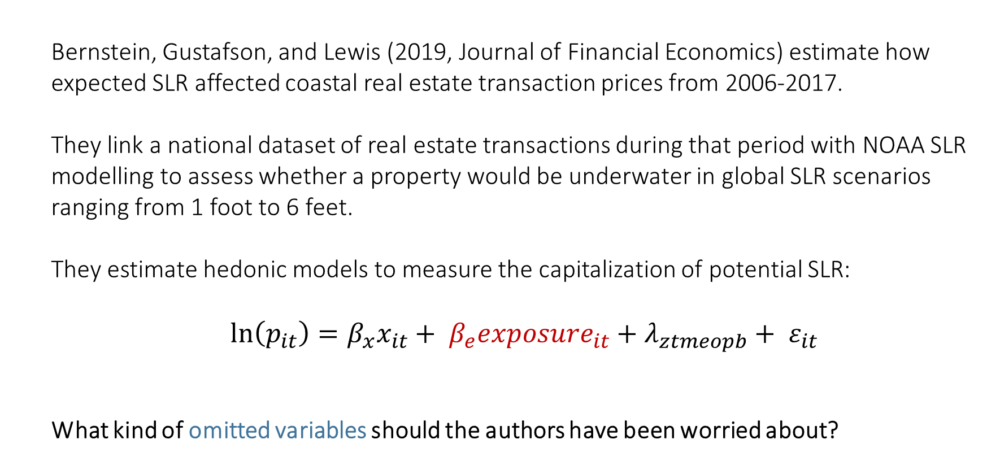 Bernstein, Gustafson, and Lewis (2019, Journal of Financial Economics) estimate how
expected SLR affected coastal real estate transaction prices from 2006-2017.
They link a national dataset of real estate transactions during that period with NOAA SLR
modelling to assess whether a property would be underwater in global SLR scenarios
ranging from 1 foot to 6 feet.
They estimate hedonic models to measure the capitalization of potential SLR:
ln(p_{it}) = β_x x_{it} + β_e exposure_{it} + λ_{ztmeopb} + ε_{it}
What kind of omitted variables should the authors have been worried about?